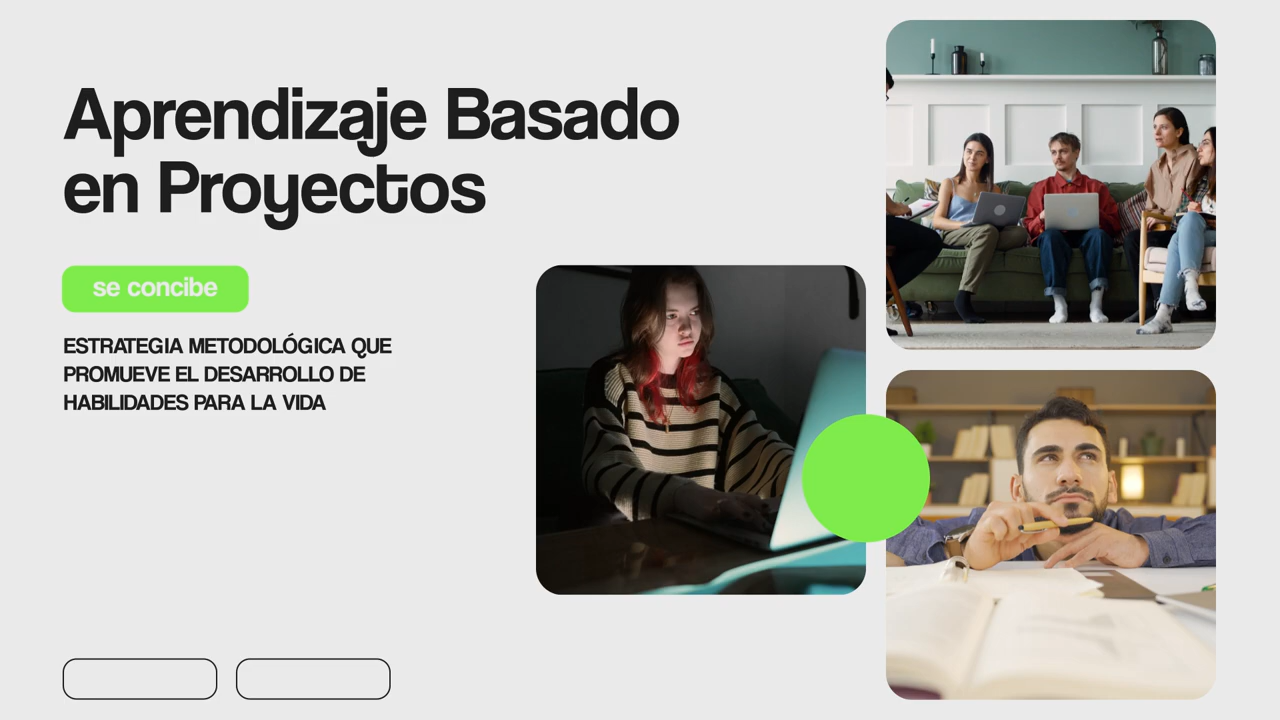 Aprendizaje Basado
en Proyectos
se concibe
ESTRATEGIA METODOLÓGICA QUE
PROMUEVE EL DESARROLLO DE
HABILIDADES PARA LA VIDA